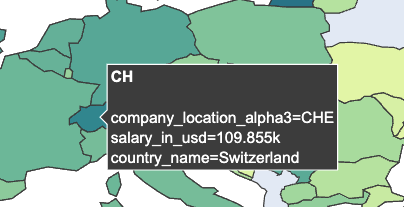 CH
company_location_alpha3=CHE
salary_in_usd=109.855k
country_name=Switzerland